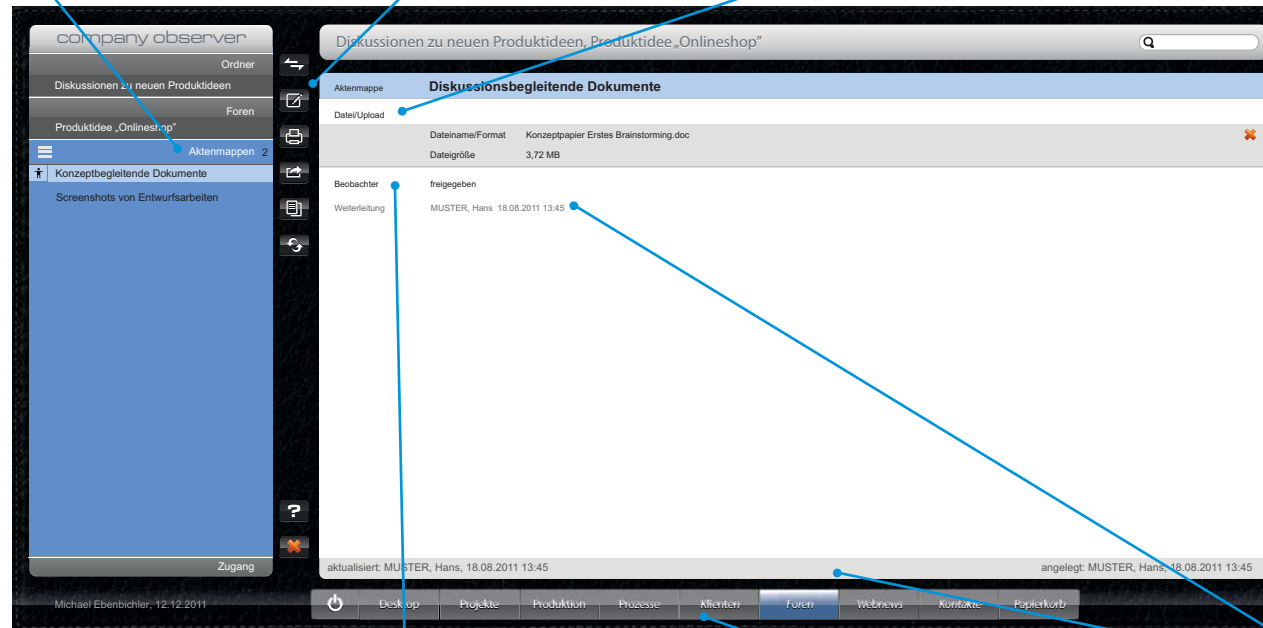 company observer
Ordner
Diskussionen zu neuen Produktideen
Foren
Produktidee „Onlineshop"
Aktenmappen 2
Konzeptbegleitende Dokumente
Screenshots von Entwurfsarbeiten
Zugang
Michael Ebenbichler, 12.12.2011
Diskussionen zu neuen Produktideen, Produktidee „Onlineshop"
Aktenmappe Diskussionsbegleitende Dokumente
Datei/Upload
Dateiname/Format Konzeptpapier Erstes Brainstorming.doc
Dateigröße 3,72 MB
Beobachter freigegeben
Weiterleitung MUSTER, Hans 18.08.2011 13:45
aktualisiert: MUSTER, Hans, 18.08.2011 13:45 angelegt: MUSTER, Hans, 18.08.2011 13:45
Desktop Projekte Produktion Prozesse Klienten Foren Webnews Kontakte Papierkorb